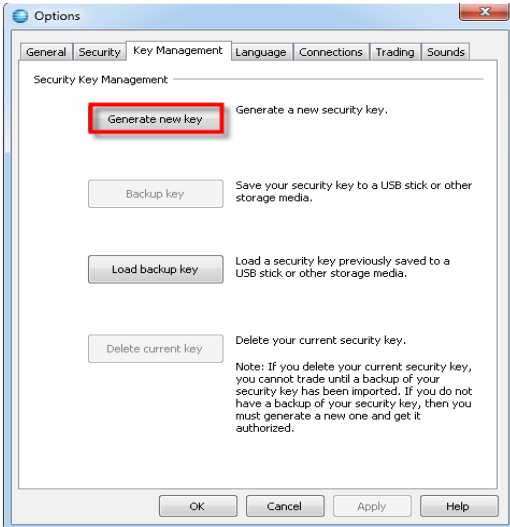 Options
General Security Key Management Language Connections Trading Sounds
Security Key Management
Generate new key
Generate a new security key.
Backup key
Save your security key to a USB stick or other
storage media.
Load backup key
Load a security key previously saved to a
USB stick or other storage media.
Delete current key
Delete your current security key.
Note: If you delete your current security key,
you cannot trade until a backup of your
security key has been imported. If you do not
have a backup of your security key, then you
must generate a new one and get it
authorized.
OK Cancel Apply Help